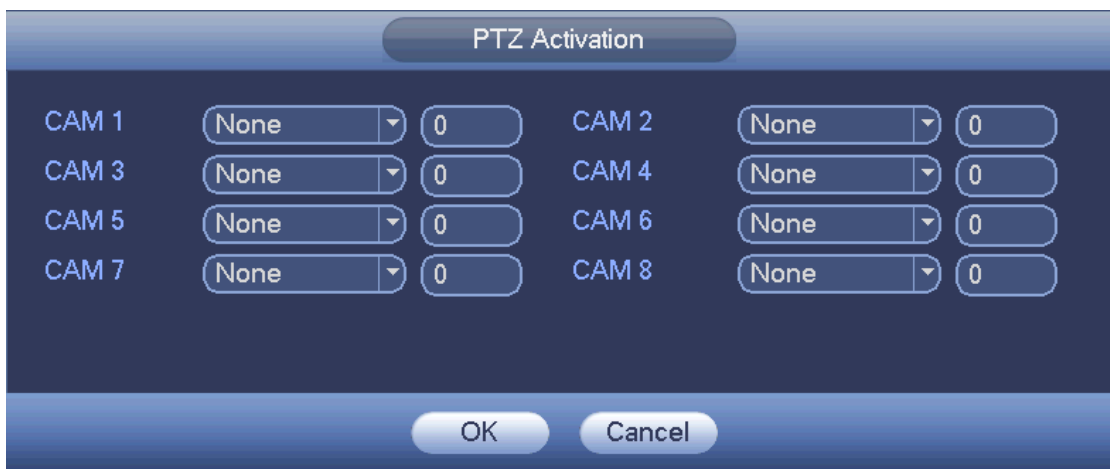 PTZ Activation
CAM 1 None 0 CAM 2 None 0
CAM 3 None 0 CAM 4 None 0
CAM 5 None 0 CAM 6 None 0
CAM 7 None 0 CAM 8 None 0
OK Cancel